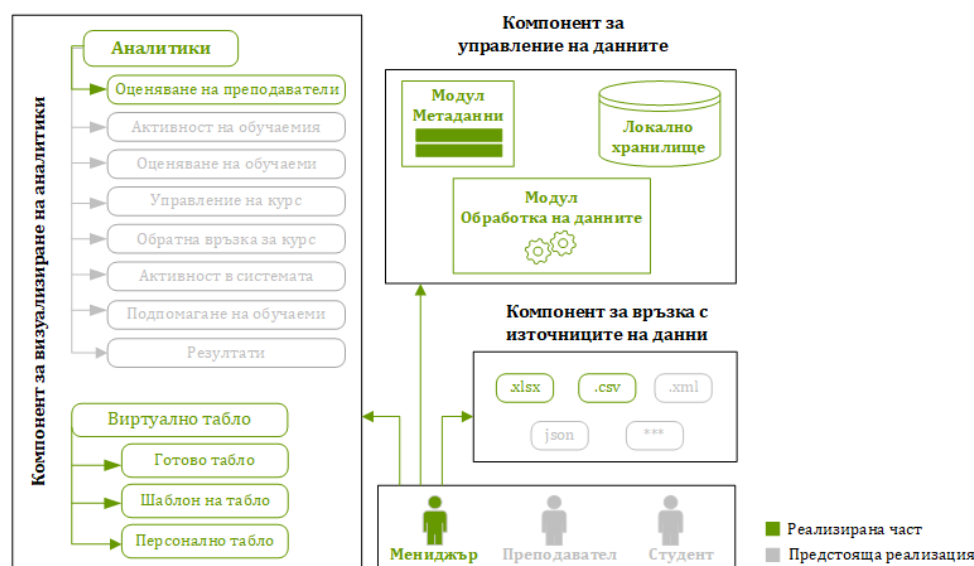 Компонент за визуализиране на аналитики
Аналитики
Оценяване на преподаватели
Активност на обучаемия
Оценяване на обучаеми
Управление на курс
Обратна връзка за курс
Активност в системата
Подпомагане на обучаеми
Резултати
Виртуално табло
Готово табло
Шаблон на табло
Персонално табло
Компонент за
управление на данните
Модул
Метаданни
Локално
хранилище
Модул
Обработка на данните
Компонент за връзка с
източниците на данни
.xlsx
.csv
.xml
json
***
Мениджър
Преподавател
Студент
Реализирана част
Предстояща реализация